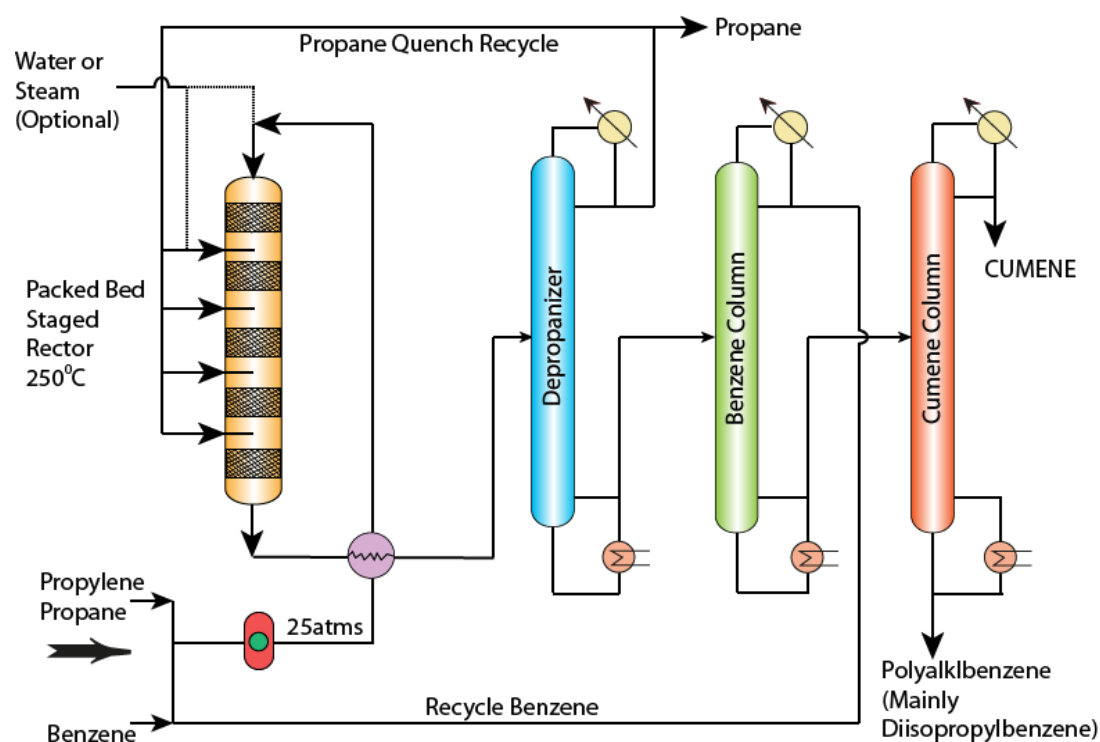 Propane
Propane Quench Recycle
Water or
Steam
(Optional)
CUMENE
Packed Bed
Staged
Rector
250⁰C
Depropanizer
Benzene Column
Cumene Column
Propylene
Propane
25atms
Benzene
Recycle Benzene
Polyalklbenzene
(Mainly
Diisopropylbenzene)